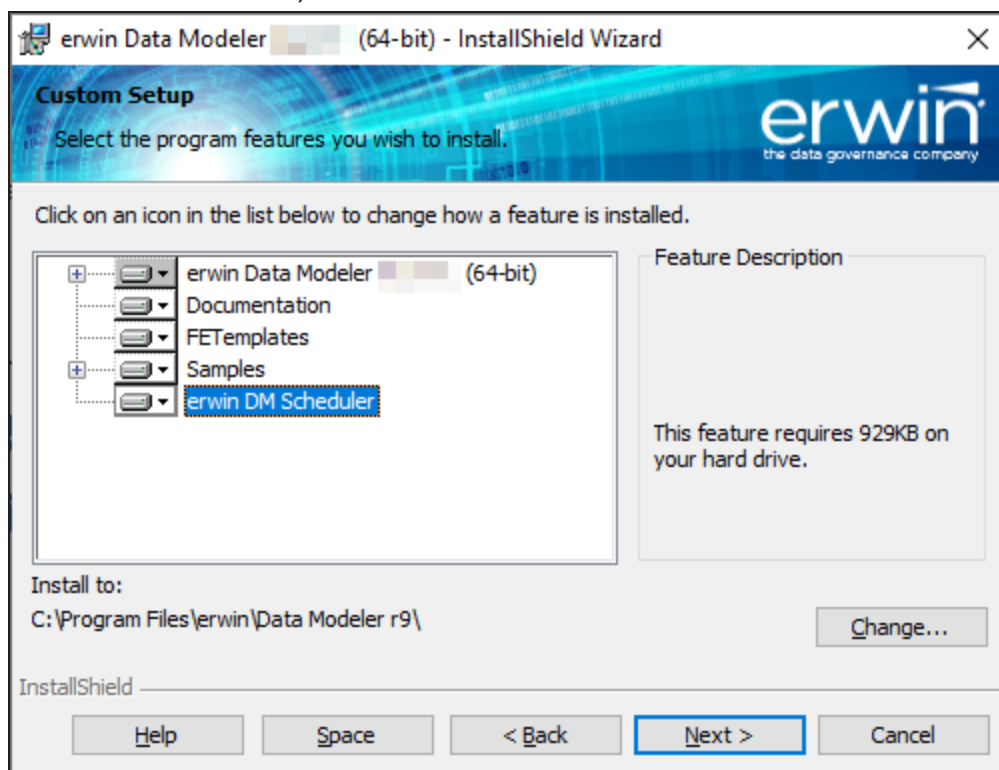 erwin Data Modeler (64-bit) - InstallShield Wizard
Custom Setup
Select the program features you wish to install.
erwin
the data governance company
Click on an icon in the list below to change how a feature is installed.
erwin Data Modeler (64-bit)
Documentation
FETemplates
Samples
erwin DM Scheduler
Feature Description
This feature requires 929KB on
your hard drive.
Install to:
C:\Program Files\erwin\Data Modeler r9\
Change...
InstallShield
Help
Space
< Back
Next >
Cancel